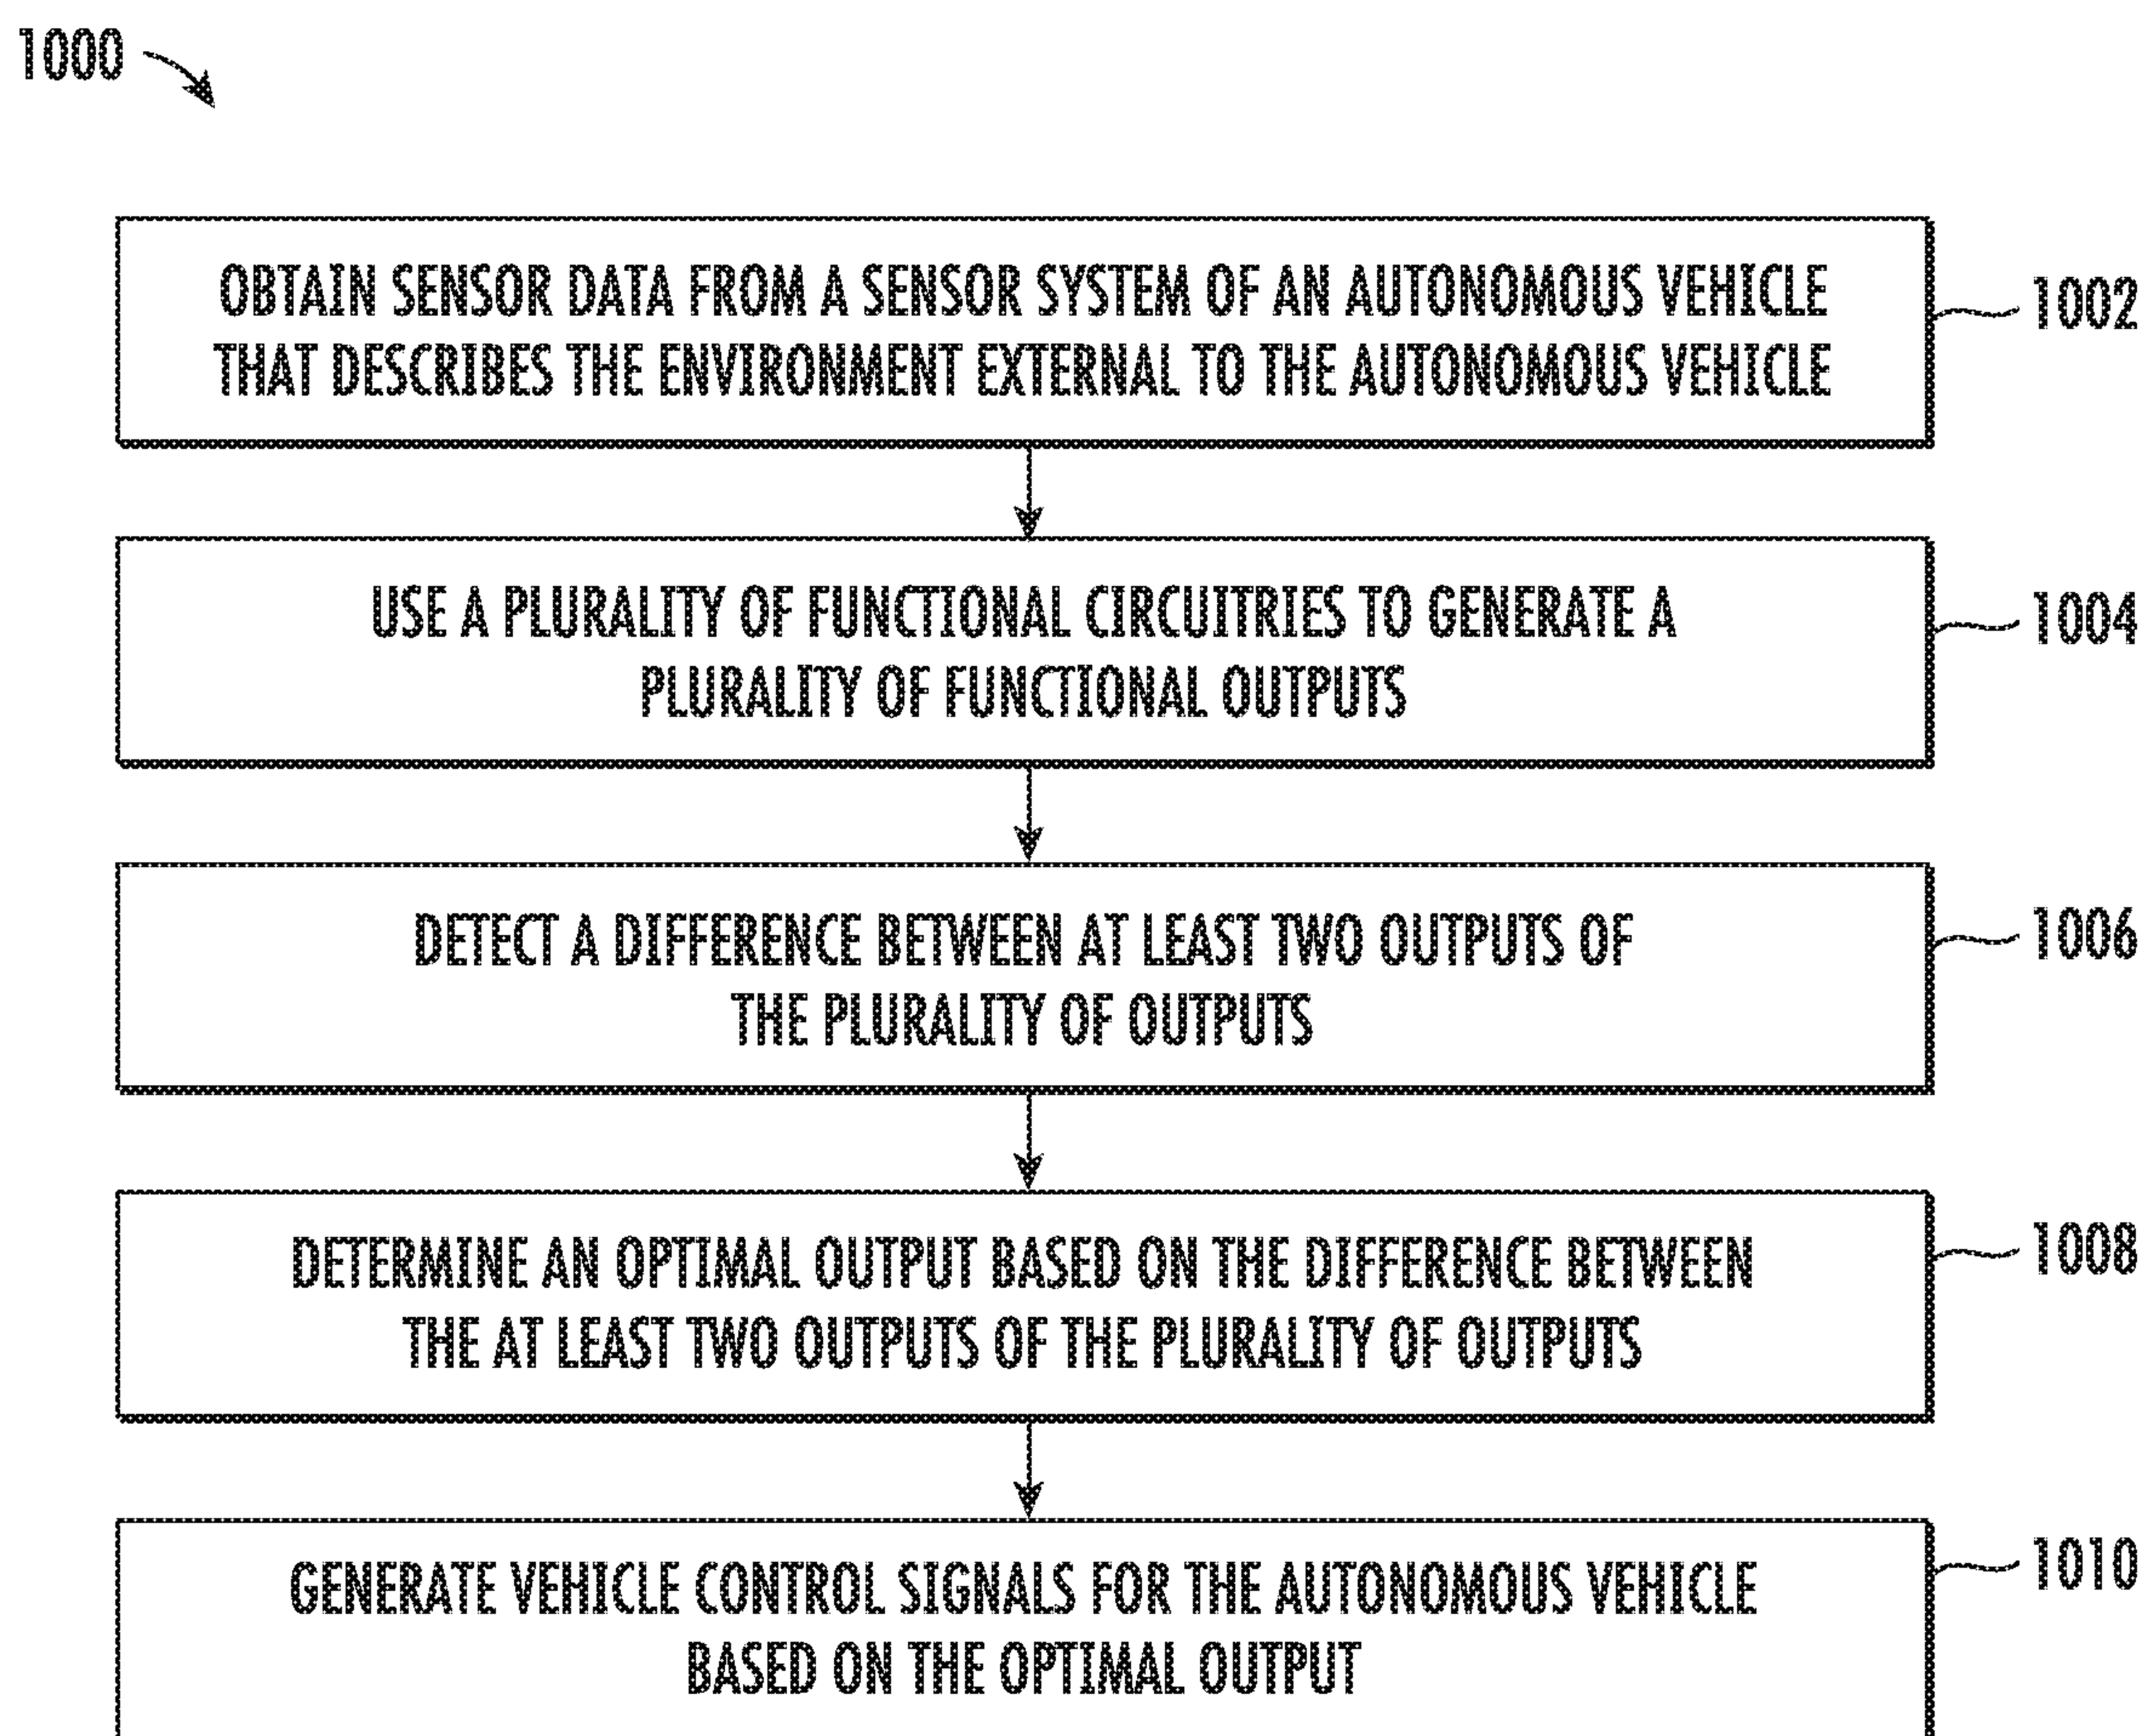 1000
OBTAIN SENSOR DATA FROM A SENSOR SYSTEM OF AN AUTONOMOUS VEHICLE
THAT DESCRIBES THE ENVIRONMENT EXTERNAL TO THE AUTONOMOUS VEHICLE
1002
USE A PLURALITY OF FUNCTIONAL CIRCUITRIES TO GENERATE A
PLURALITY OF FUNCTIONAL OUTPUTS
1004
DETECT A DIFFERENCE BETWEEN AT LEAST TWO OUTPUTS OF
THE PLURALITY OF OUTPUTS
1006
DETERMINE AN OPTIMAL OUTPUT BASED ON THE DIFFERENCE BETWEEN
THE AT LEAST TWO OUTPUTS OF THE PLURALITY OF OUTPUTS
1008
GENERATE VEHICLE CONTROL SIGNALS FOR THE AUTONOMOUS VEHICLE
BASED ON THE OPTIMAL OUTPUT
1010